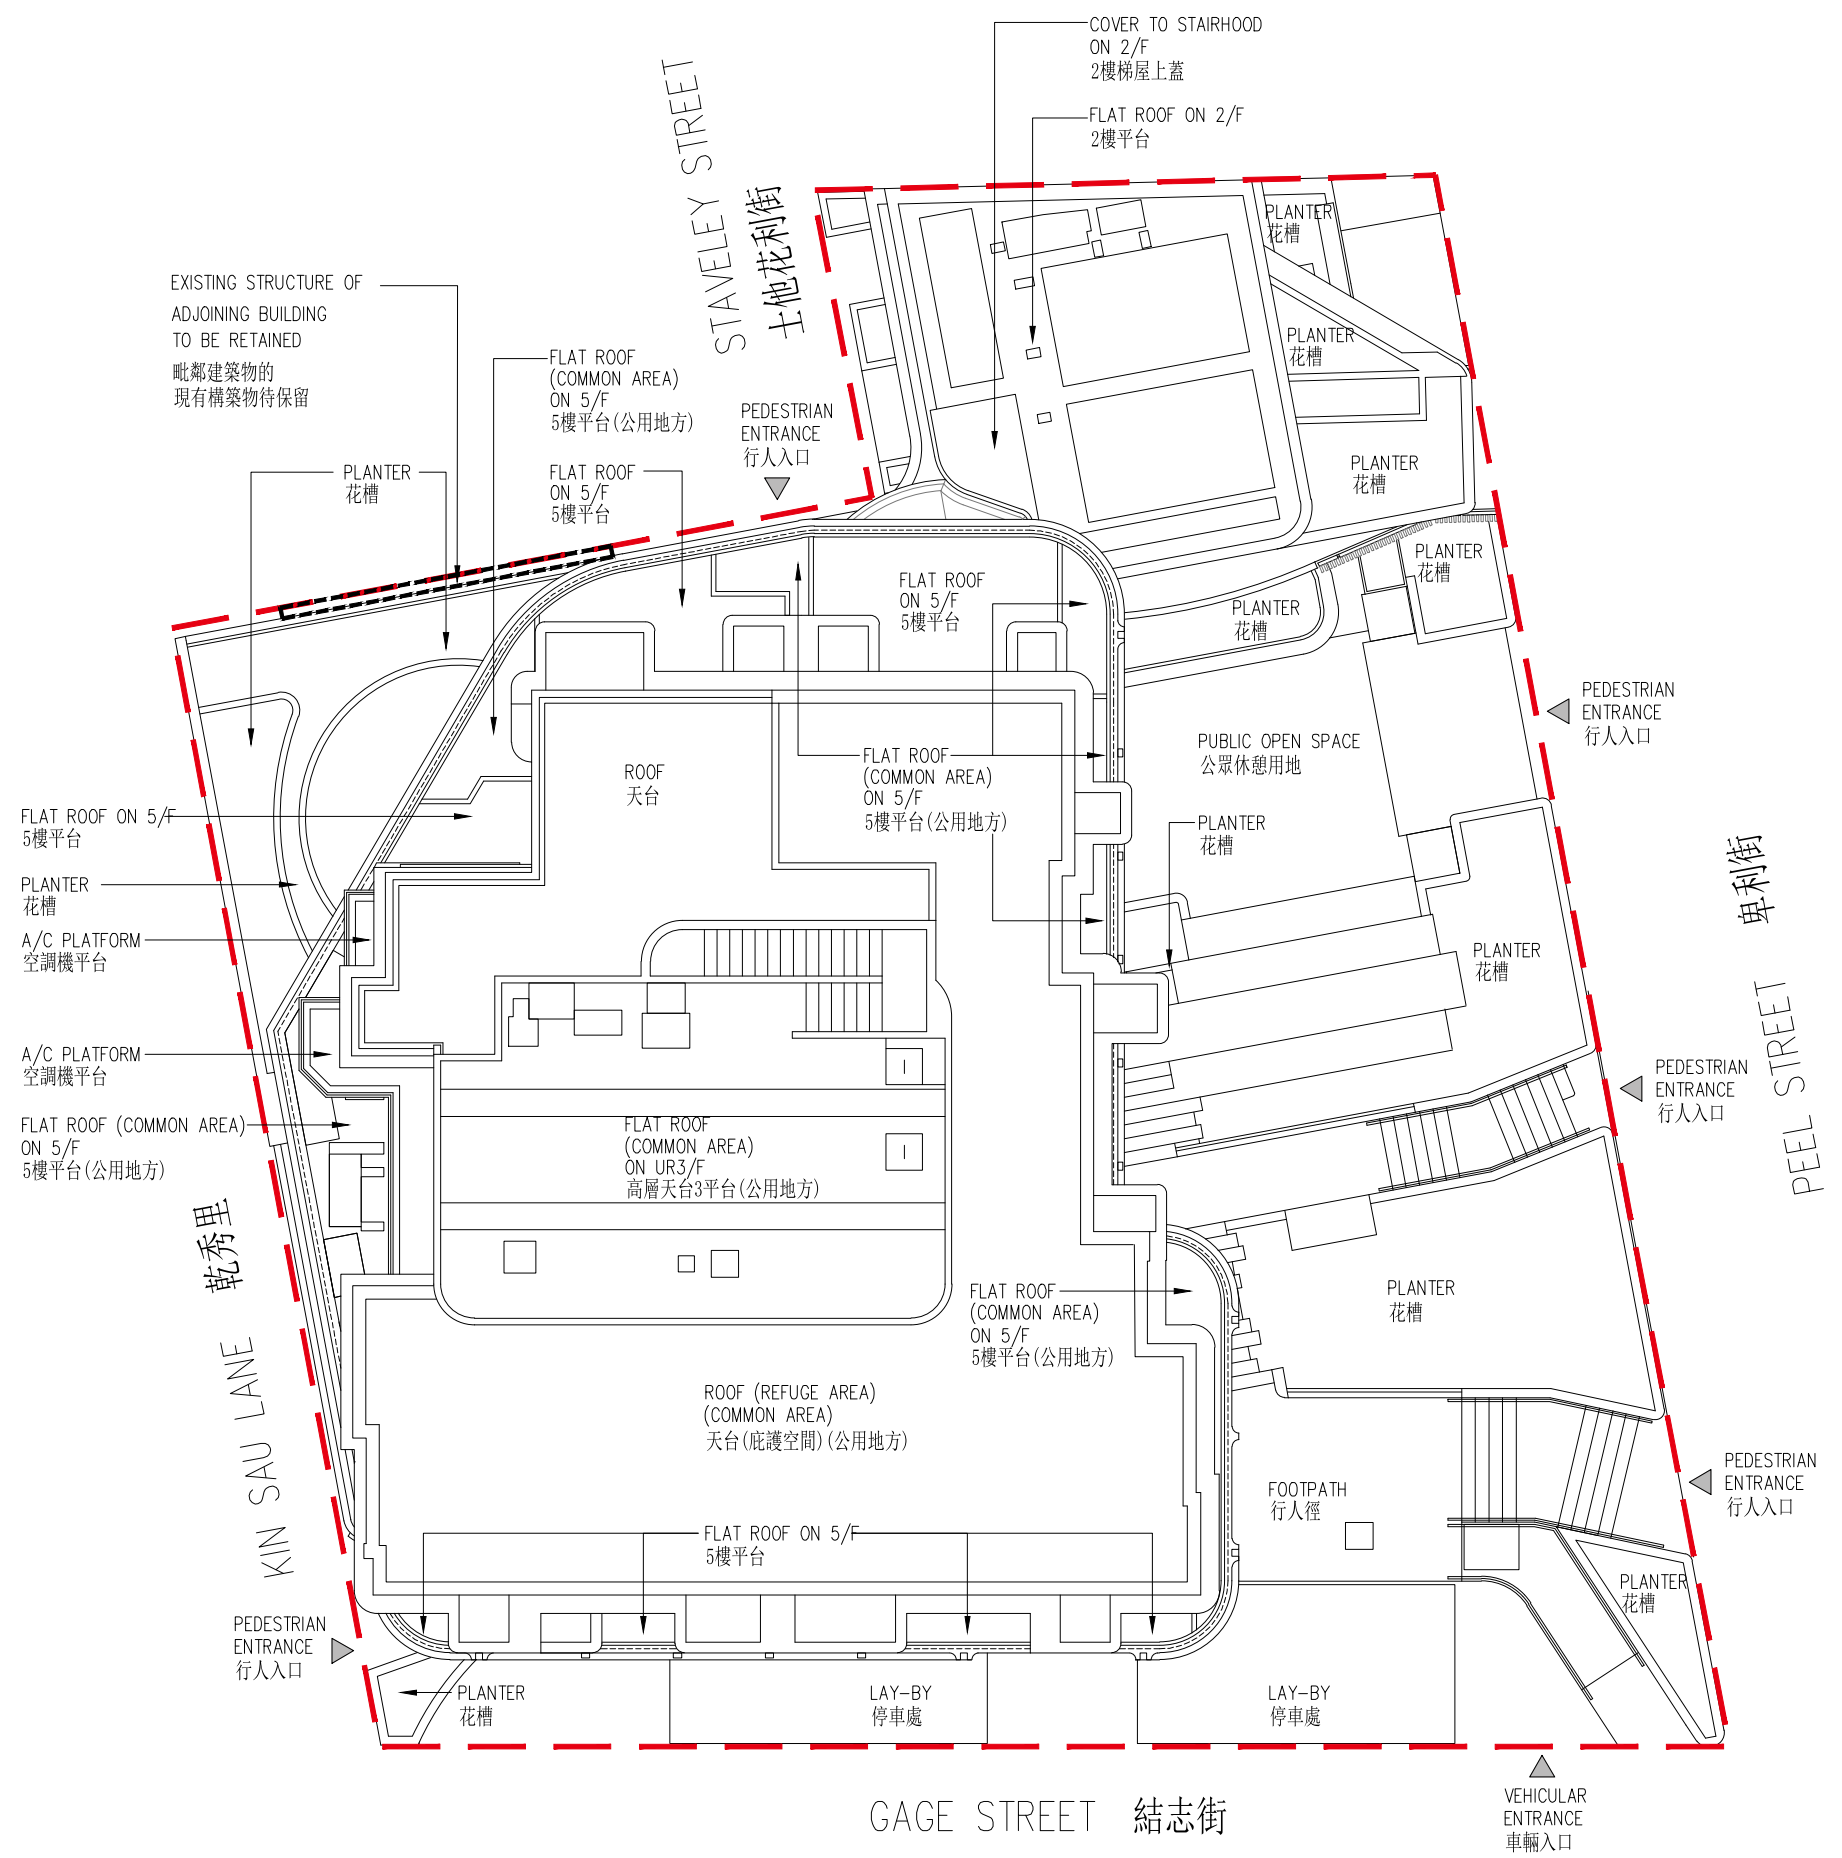 COVER TO STAIRHOOD
ON 2/F
2樓梯屋上蓋
FLAT ROOF ON 2/F
2樓平台
STAVELEY STREET
士他花利街
PLANTER
花槽
EXISTING STRUCTURE OF
ADJOINING BUILDING
TO BE RETAINED
毗鄰建築物的
現有構築物待保留
FLAT ROOF
(COMMON AREA)
ON 5/F
5樓平台(公用地方)
PLANTER
花槽
PEDESTRIAN
ENTRANCE
行人入口
PLANTER
花槽
FLAT ROOF
ON 5/F
5樓平台
PLANTER
花槽
PLANTER
花槽
FLAT ROOF
ON 5/F
5樓平台
PLANTER
花槽
PEDESTRIAN
ENTRANCE
行人入口
PUBLIC OPEN SPACE
公眾休憩用地
ROOF
天台
FLAT ROOF
(COMMON AREA)
ON 5/F
5樓平台(公用地方)
FLAT ROOF ON 5/F
5樓平台
PLANTER
花槽
卑利街
PEEL STREET
PLANTER
花槽
A/C PLATFORM
空調機平台
PLANTER
花槽
A/C PLATFORM
空調機平台
PEDESTRIAN
ENTRANCE
行人入口
FLAT ROOF (COMMON AREA)
ON 5/F
5樓平台(公用地方)
FLAT ROOF
(COMMON AREA)
ON UR3/F
高層天台3平台(公用地方)
乾秀里
KIN SAU LANE
FLAT ROOF
(COMMON AREA)
ON 5/F
5樓平台(公用地方)
PLANTER
花槽
ROOF (REFUGE AREA)
(COMMON AREA)
天台(庇護空間)(公用地方)
PEDESTRIAN
ENTRANCE
行人入口
FOOTPATH
行人徑
FLAT ROOF ON 5/F
5樓平台
PLANTER
花槽
PEDESTRIAN
ENTRANCE
行人入口
PLANTER
花槽
LAY-BY
停車處
LAY-BY
停車處
GAGE STREET 結志街
VEHICULAR
ENTRANCE
車輛入口